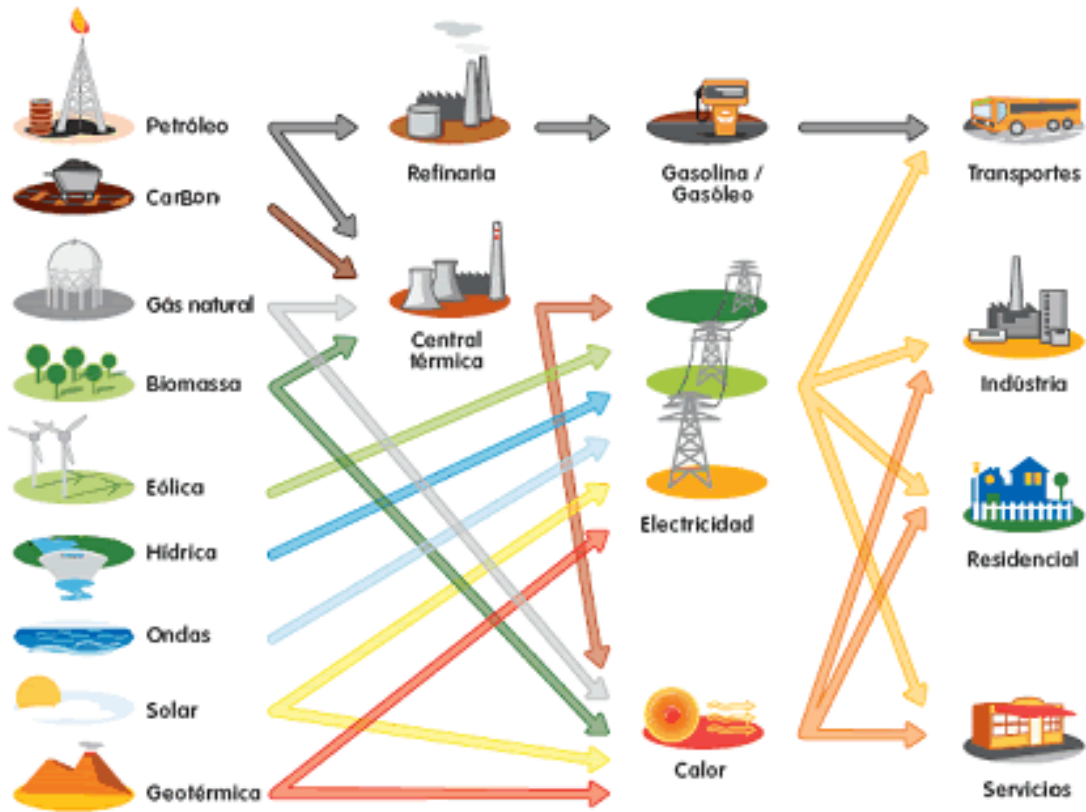 Petróleo
Carbon
Gás natural
Biomassa
Eólica
Hídrica
Ondas
Solar
Geotérmica
Refinaria
Central
térmica
Gasolina /
Gasóleo
Electricidad
Calor
Transportes
Indústria
Residencial
Servicios